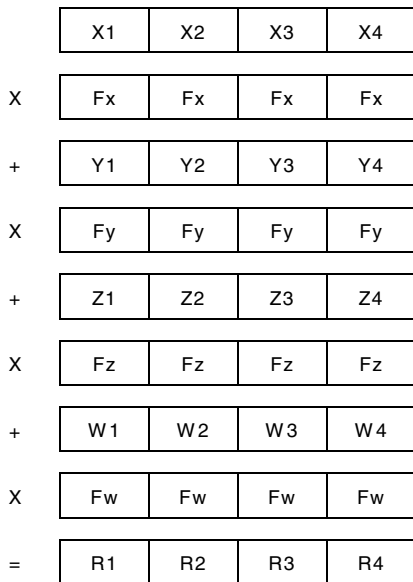 X1 X2 X3 X4
X Fx Fx Fx Fx
+ Y1 Y2 Y3 Y4
X Fy Fy Fy Fy
+ Z1 Z2 Z3 Z4
X Fz Fz Fz Fz
+ W1 W2 W3 W4
X Fw Fw Fw Fw
= R1 R2 R3 R4